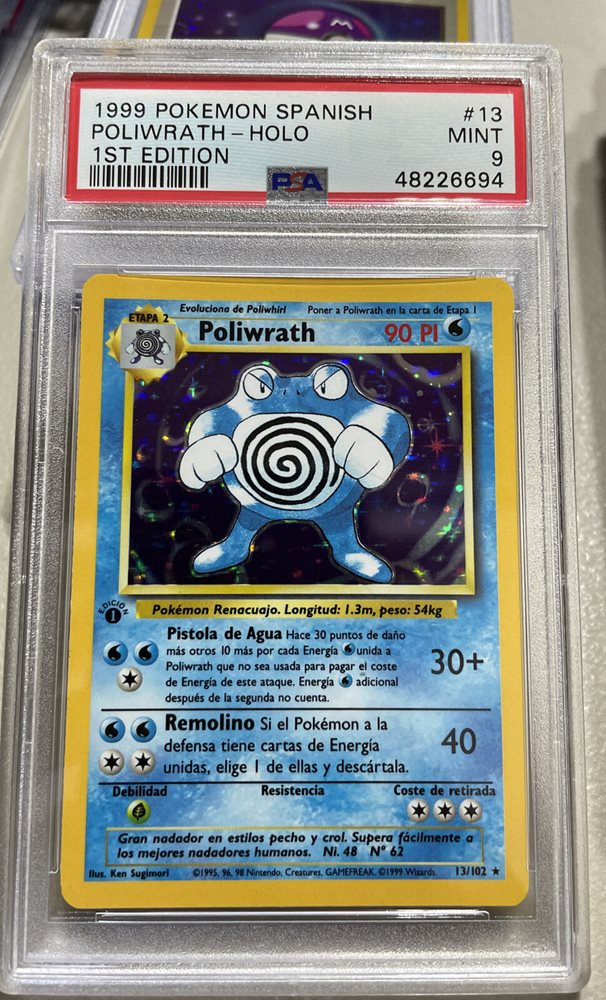 1999 POKEMON SPANISH #13
POLIWRATH - HOLO MINT
1ST EDITION 9
PSA 48226694
Evoluciona de Poliwhirl Poner a Poliwrath en la carta de Etapa 1
ETAPA 2
Poliwrath 90 PI
EDICIÓN
1
Pokémon Renacuajo. Longitud: 1.3m, peso: 54kg
Pistola de Agua Hace 30 puntos de daño
más otros 10 más por cada Energía unida a
Poliwrath que no sea usada para pagar el coste
de Energía de este ataque. Energía adicional
después de la segunda no cuenta.
30+
Remolino Si el Pokémon a la
defensa tiene cartas de Energía
unidas, elige 1 de ellas y descártala.
40
Debilidad Resistencia Coste de retirada
Gran nadador en estilos pecho y crol. Supera fácilmente a
los mejores nadadores humanos. Ni. 48 Nº 62
Ilus. Ken Sugimori ©1995, 96, 98 Nintendo, Creatures, GAMEFREAK. ©1999 Wizards. 13/102 ★